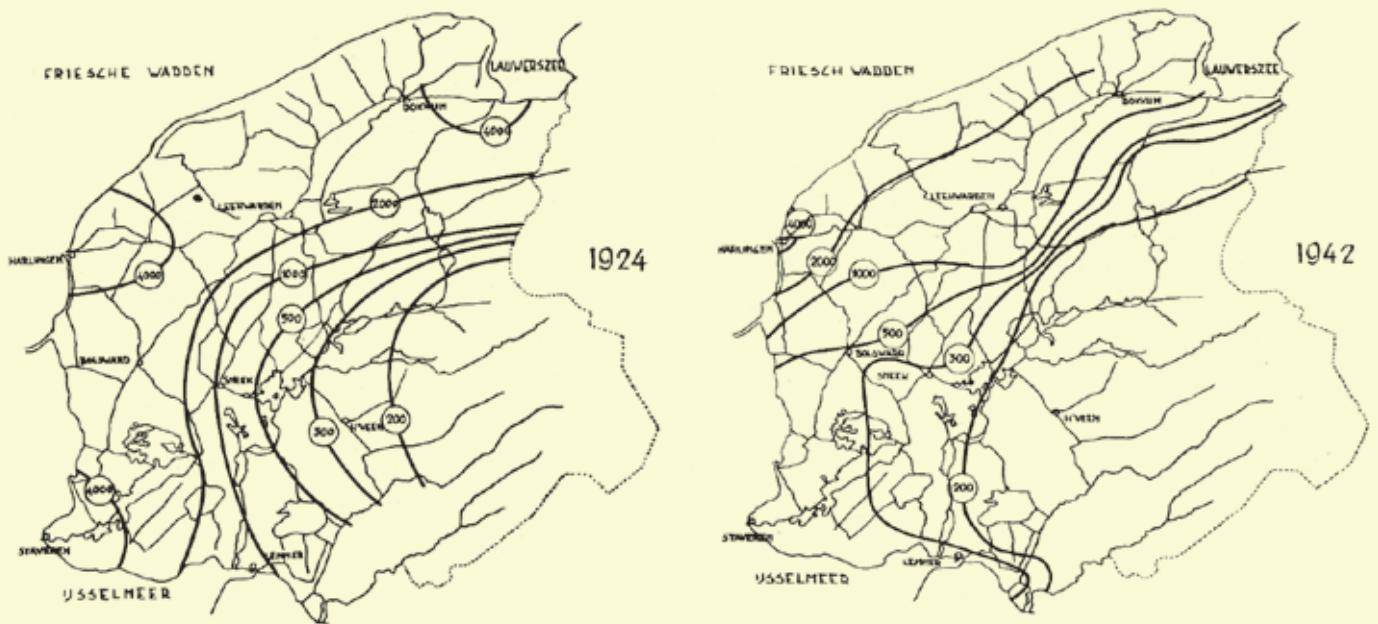 FRIESCHE WADDEN
LAUWERSZEE
DOKKUM
4000
2000
LEEUWARDEN
HARLINGEN
4000
1000
1924
500
BOLSWARD
SNEEK
300
200
H'VEEN
4000
STAVEREN
LEMMER
IJSSELMEER
FRIESCH WADDEN
LAUWERSZEE
DOKKUM
LEEUWARDEN
4000
HARLINGEN
2000
1000
1942
500
BOLSWARD
300
SNEEK
H'VEEN
200
STAVEREN
LEMMER
IJSSELMEER